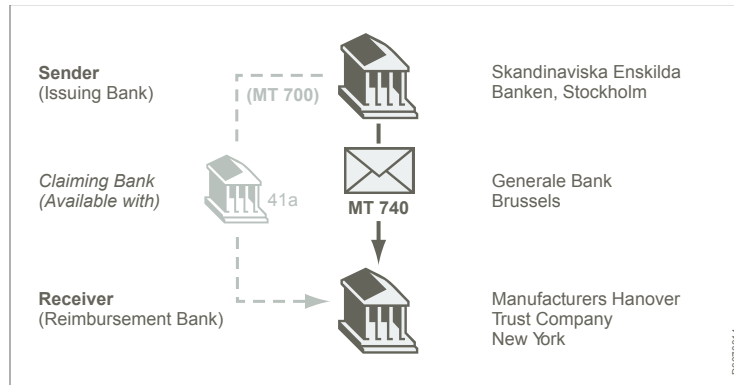 Sender
(Issuing Bank)
(MT 700)
Skandinaviska Enskilda
Banken, Stockholm
Claiming Bank
(Available with)
41a
MT 740
Generale Bank
Brussels
Receiver
(Reimbursement Bank)
Manufacturers Hanover
Trust Company
New York